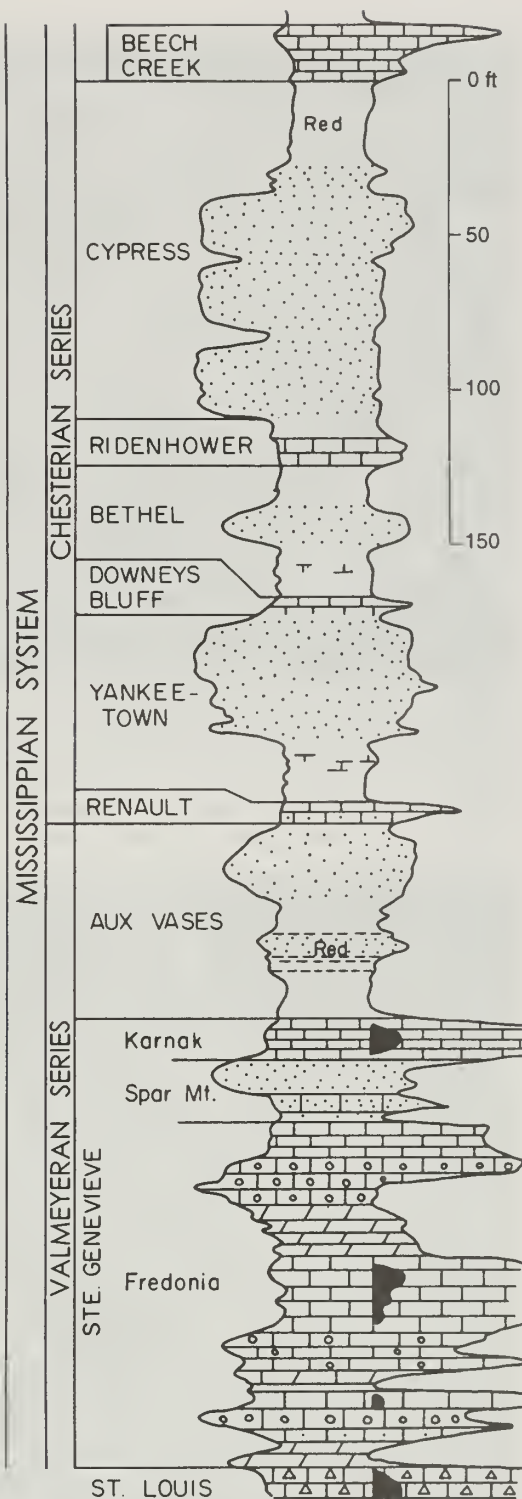 BEECH
CREEK
0 ft
Red
50
CYPRESS
100
RIDENHOWER
BETHEL
150
DOWNEYS
BLUFF
YANKEE-
TOWN
RENAULT
AUX VASES
Red
Karnak
Spar Mt.
Fredonia
ST. LOUIS
MISSISSIPPIAN SYSTEM
CHESTERIAN SERIES
VALMEYERAN SERIES
STE. GENEVIEVE